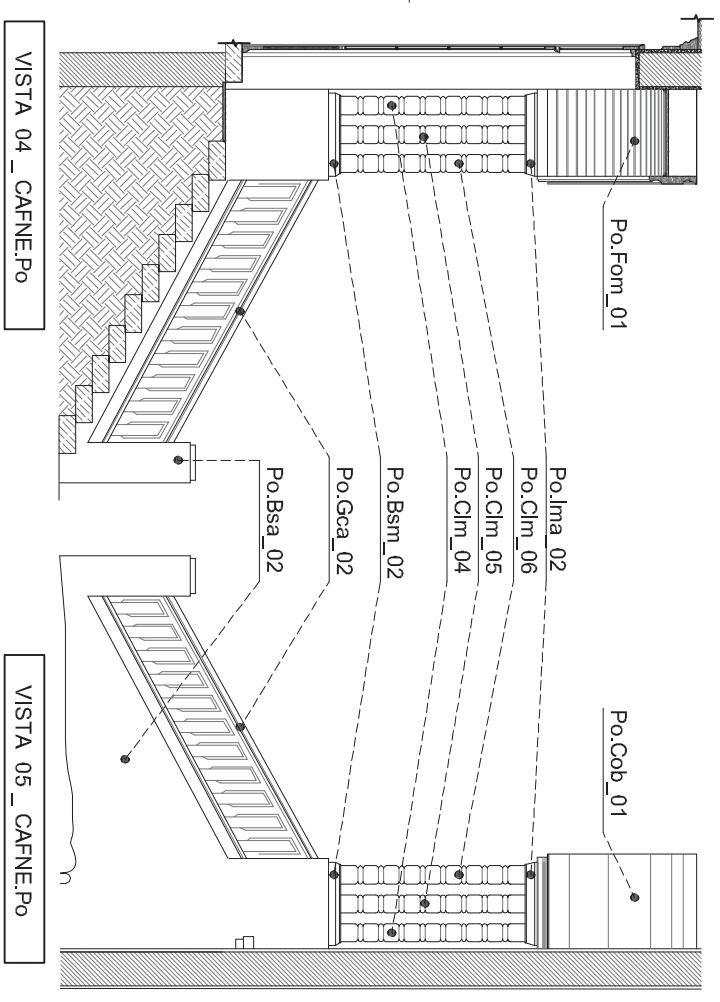 Po.Fom_01
Po.Cob_01
Po.Ima_02
Po.Clm_06
Po.Clm_05
Po.Clm_04
Po.Bsm_02
Po.Gca_02
Po.Bsa_02
VISTA 04_ CAFNE.Po
VISTA 05_ CAFNE.Po